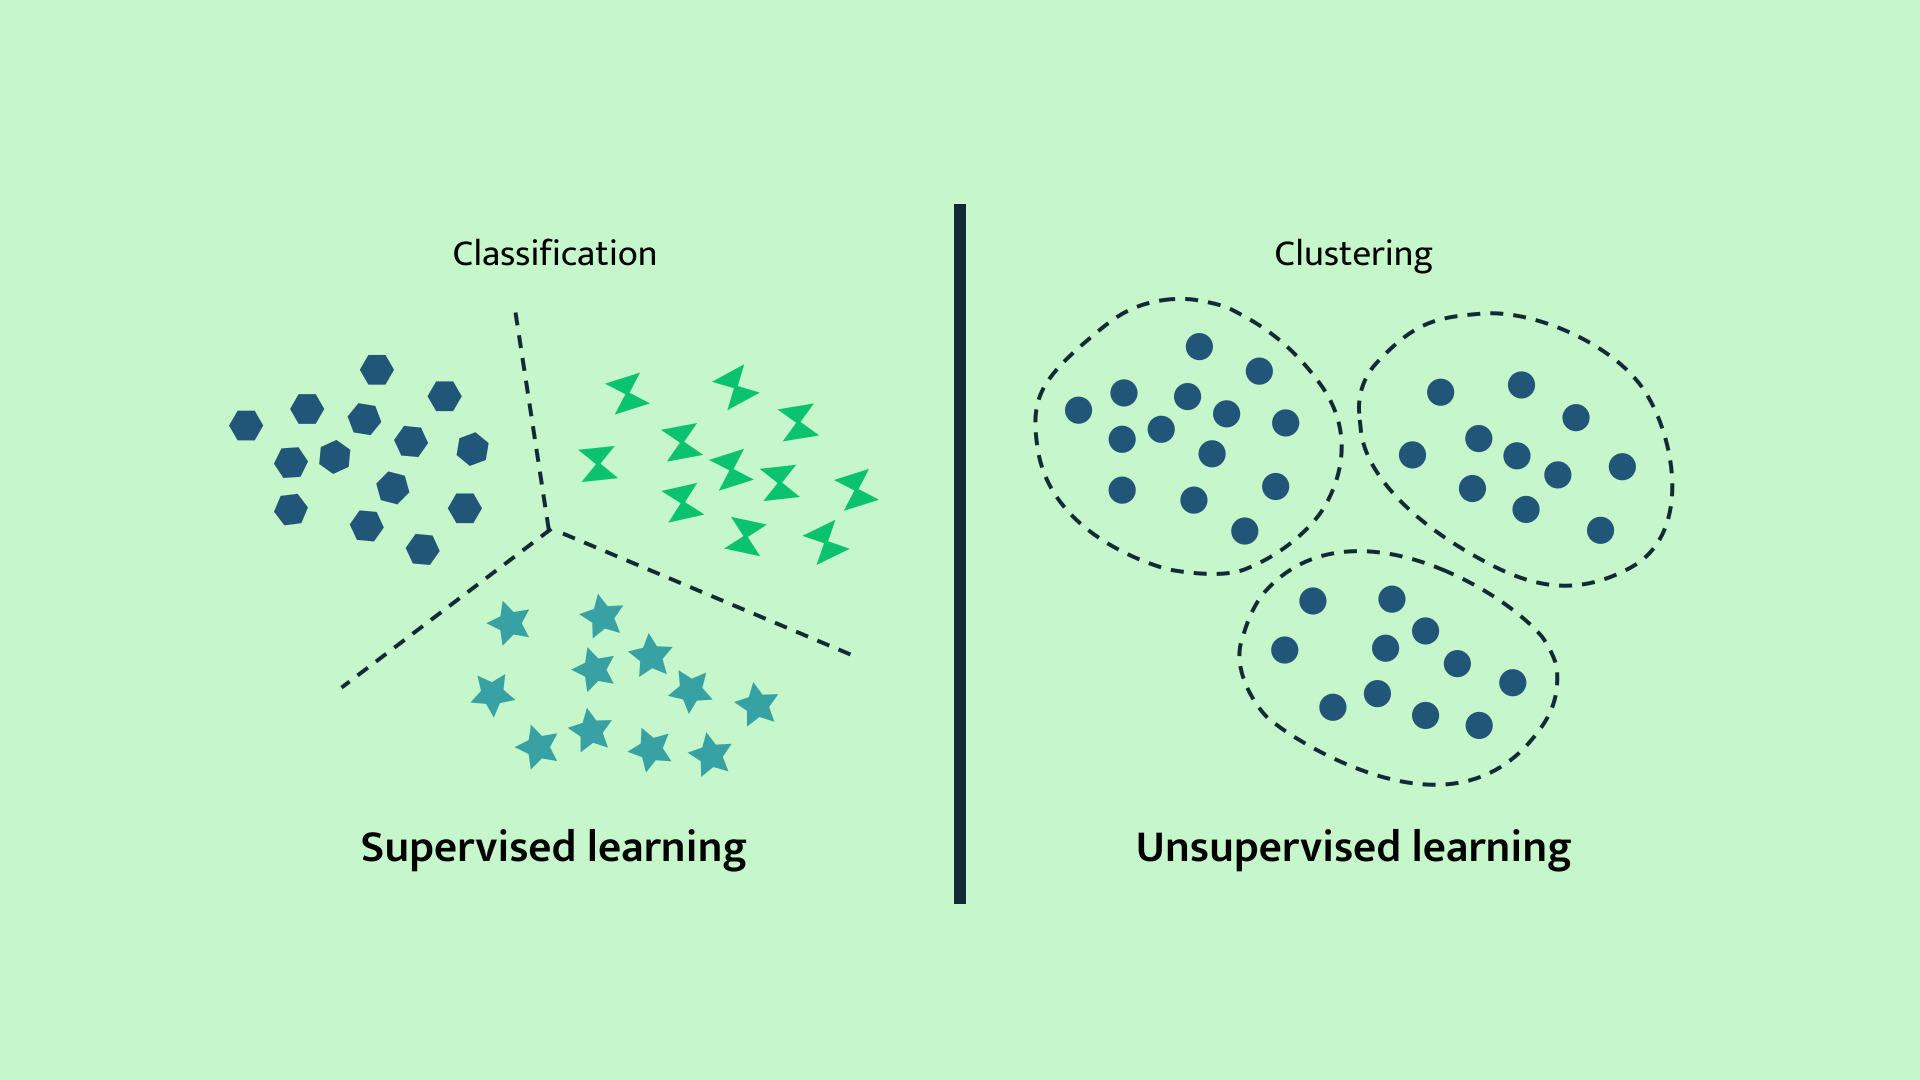 Classification
Supervised learning
Clustering
Unsupervised learning